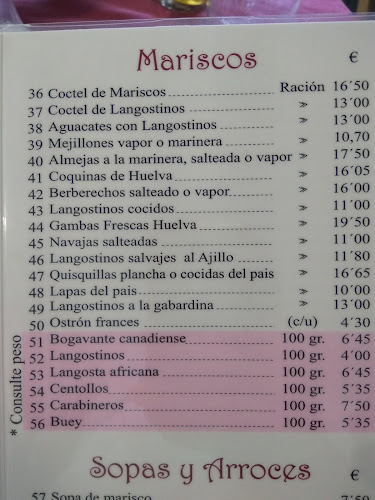 Mariscos €
36 Coctel de Mariscos Ración 16´50
37 Coctel de Langostinos » 13´00
38 Aguacates con Langostinos » 13´00
39 Mejillones vapor o marinera » 10,70
40 Almejas a la marinera, salteada o vapor » 17´50
41 Coquinas de Huelva » 16´05
42 Berberechos salteado o vapor » 16´00
43 Langostinos cocidos » 11´00
44 Gambas Frescas Huelva » 19´50
45 Navajas salteadas » 11´00
46 Langostinos salvajes al Ajillo » 11´80
47 Quisquillas plancha o cocidas del pais » 16´65
48 Lapas del pais » 10´00
49 Langostinos a la gabardina » 13´00
50 Ostrón frances (c/u) 4´30
51 Bogavante canadiense 100 gr. 6´45
52 Langostinos 100 gr. 4´00
53 Langosta africana 100 gr. 6´45
54 Centollos 100 gr. 5´35
55 Carabineros 100 gr. 7´50
56 Buey 100 gr. 5´35
* Consulte peso
Sopas y Arroces €
57 Sopa de marisco 7´50